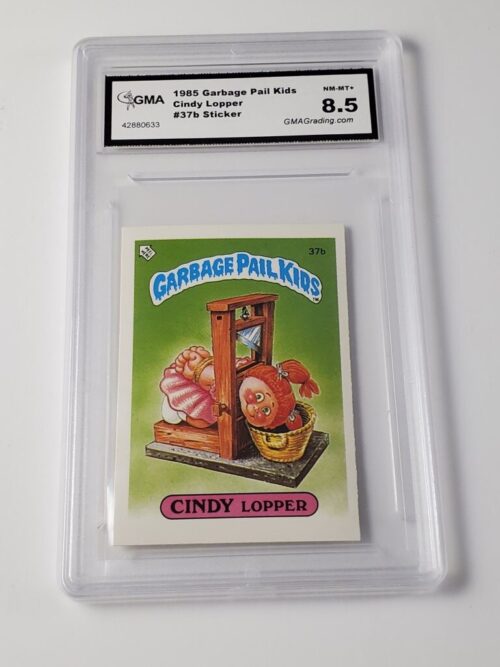 GMA
42880633
1985 Garbage Pail Kids
Cindy Lopper
#37b Sticker
NM-MT+
8.5
GMAGrading.com
37b
GARBAGE PAIL KIDS
TM
CINDY LOPPER